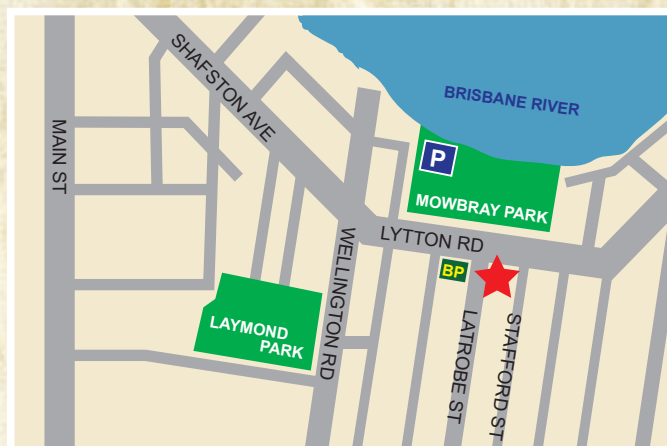 SHAFSTON AVE
BRISBANE RIVER
MAIN ST
P
MOWBRAY PARK
LYTTON RD
WELLINGTON RD
BP
LAYMOND
PARK
LATROBE ST
STAFFORD ST